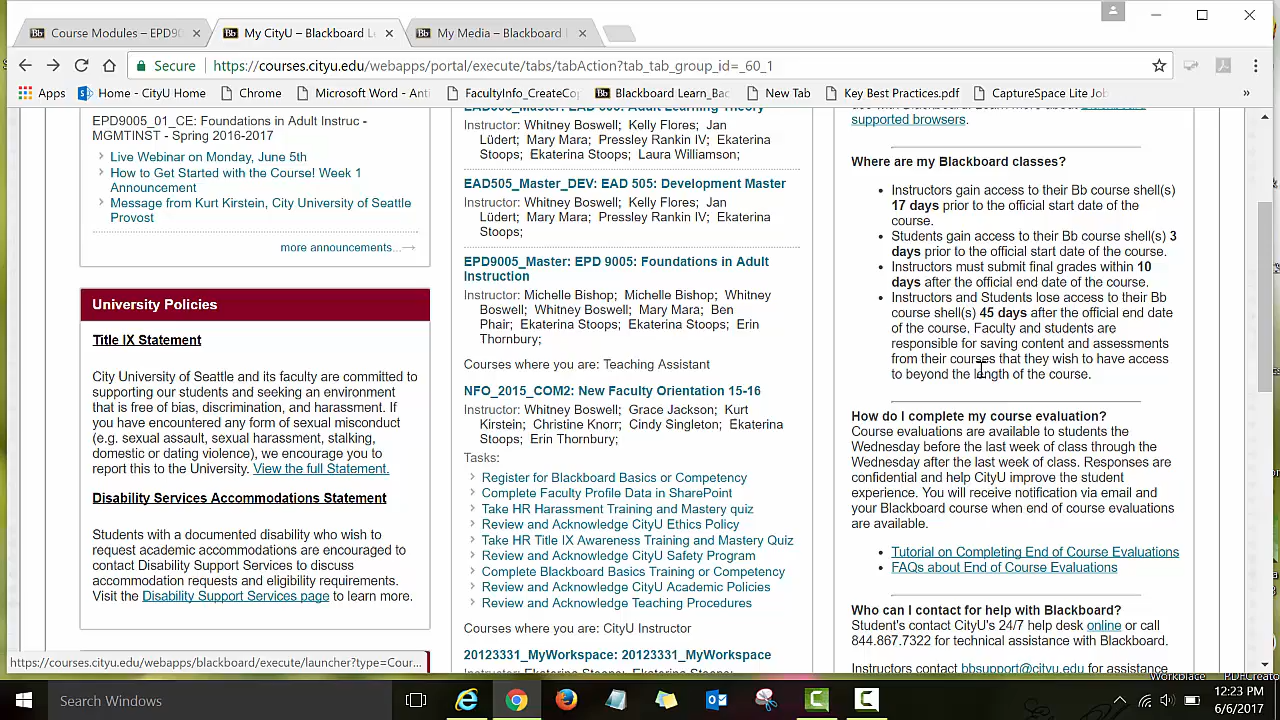 Course Modules – EPD90
My CityU – Blackboard L
My Media – Blackboard
Secure
https://courses.cityu.edu/webapps/portal/execute/tabs/tabAction?tab_tab_group_id=_60_1
Apps
Home - CityU Home
Chrome
Microsoft Word - Anti
FacultyInfo_CreateCo
Blackboard Learn_Ba
New Tab
Key Best Practices.pdf
CaptureSpace Lite Jo
»
EPD9005_01_CE: Foundations in Adult Instruc -
MGMTINST - Spring 2016-2017
Live Webinar on Monday, June 5th
How to Get Started with the Course! Week 1
Announcement
Message from Kurt Kirstein, City University of Seattle
Provost
more announcements...
University Policies
Title IX Statement
City University of Seattle and its faculty are committed to
supporting our students and seeking an environment
that is free of bias, discrimination, and harassment. If
you have encountered any form of sexual misconduct
(e.g. sexual assault, sexual harassment, stalking,
domestic or dating violence), we encourage you to
report this to the University. View the full Statement.
Disability Services Accommodations Statement
Students with a documented disability who wish to
request academic accommodations are encouraged to
contact Disability Support Services to discuss
accommodation requests and eligibility requirements.
Visit the Disability Support Services page to learn more.
EAD505_Master: EAD 505: Adult Learning Theory
Instructor: Whitney Boswell; Kelly Flores; Jan
Lüdert; Mary Mara; Pressley Rankin IV; Ekaterina
Stoops; Ekaterina Stoops; Laura Williamson;
EAD505_Master_DEV: EAD 505: Development Master
Instructor: Whitney Boswell; Kelly Flores; Jan
Lüdert; Mary Mara; Pressley Rankin IV; Ekaterina
Stoops;
EPD9005_Master: EPD 9005: Foundations in Adult
Instruction
Instructor: Michelle Bishop; Michelle Bishop; Whitney
Boswell; Whitney Boswell; Mary Mara; Ben
Phair; Ekaterina Stoops; Ekaterina Stoops; Erin
Thornbury;
Courses where you are: Teaching Assistant
NFO_2015_COM2: New Faculty Orientation 15-16
Instructor: Whitney Boswell; Grace Jackson; Kurt
Kirstein; Christine Knorr; Cindy Singleton; Ekaterina
Stoops; Erin Thornbury;
Tasks:
Register for Blackboard Basics or Competency
Complete Faculty Profile Data in SharePoint
Take HR Harassment Training and Mastery quiz
Review and Acknowledge CityU Ethics Policy
Take HR Title IX Awareness Training and Mastery Quiz
Review and Acknowledge CityU Safety Program
Complete Blackboard Basics Training or Competency
Review and Acknowledge CityU Academic Policies
Review and Acknowledge Teaching Procedures
Courses where you are: CityU Instructor
20123331_MyWorkspace: 20123331_MyWorkspace
Instructor: Ekaterina Stoops; Ekaterina Stoops;
supported browsers.
Where are my Blackboard classes?
• Instructors gain access to their Bb course shell(s)
17 days prior to the official start date of the
course.
• Students gain access to their Bb course shell(s) 3
days prior to the official start date of the course.
• Instructors must submit final grades within 10
days after the official end date of the course.
• Instructors and Students lose access to their Bb
course shell(s) 45 days after the official end date
of the course. Faculty and students are
responsible for saving content and assessments
from their courses that they wish to have access
to beyond the length of the course.
How do I complete my course evaluation?
Course evaluations are available to students the
Wednesday before the last week of class through the
Wednesday after the last week of class. Responses are
confidential and help CityU improve the student
experience. You will receive notification via email and
your Blackboard course when end of course evaluations
are available.
• Tutorial on Completing End of Course Evaluations
• FAQs about End of Course Evaluations
Who can I contact for help with Blackboard?
Student's contact CityU's 24/7 help desk online or call
844.867.7322 for technical assistance with Blackboard.
Instructors contact bbsupport@cityu.edu for assistance
https://courses.cityu.edu/webapps/blackboard/execute/launcher?type=Cour...
Workplace
PDFCreato
Search Windows
12:23 PM
6/6/2017